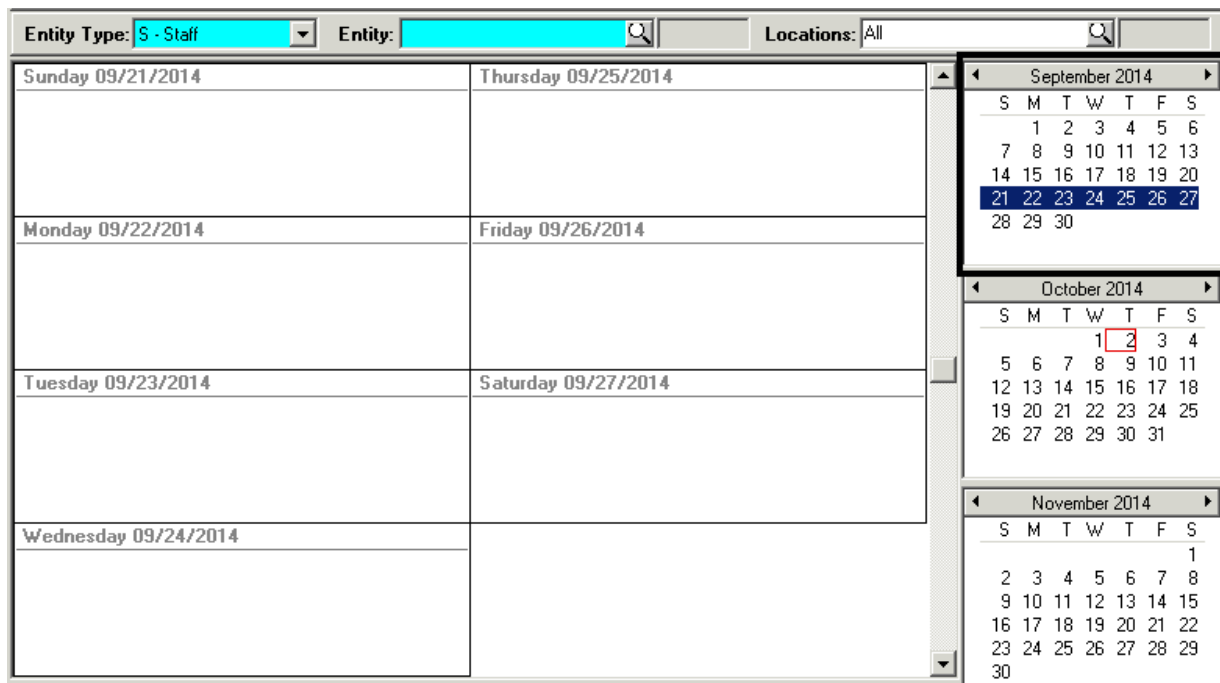 Entity Type: S - Staff Entity: Locations: All
Sunday 09/21/2014
Thursday 09/25/2014
Monday 09/22/2014
Friday 09/26/2014
Tuesday 09/23/2014
Saturday 09/27/2014
Wednesday 09/24/2014
September 2014
S M T W T F S
1 2 3 4 5 6
7 8 9 10 11 12 13
14 15 16 17 18 19 20
21 22 23 24 25 26 27
28 29 30
October 2014
S M T W T F S
1 2 3 4
5 6 7 8 9 10 11
12 13 14 15 16 17 18
19 20 21 22 23 24 25
26 27 28 29 30 31
November 2014
S M T W T F S
1
2 3 4 5 6 7 8
9 10 11 12 13 14 15
16 17 18 19 20 21 22
23 24 25 26 27 28 29
30